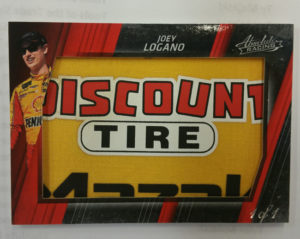 JOEY
LOGANO
Absolute
RACING
DISCOUNT
TIRE
1 of 1